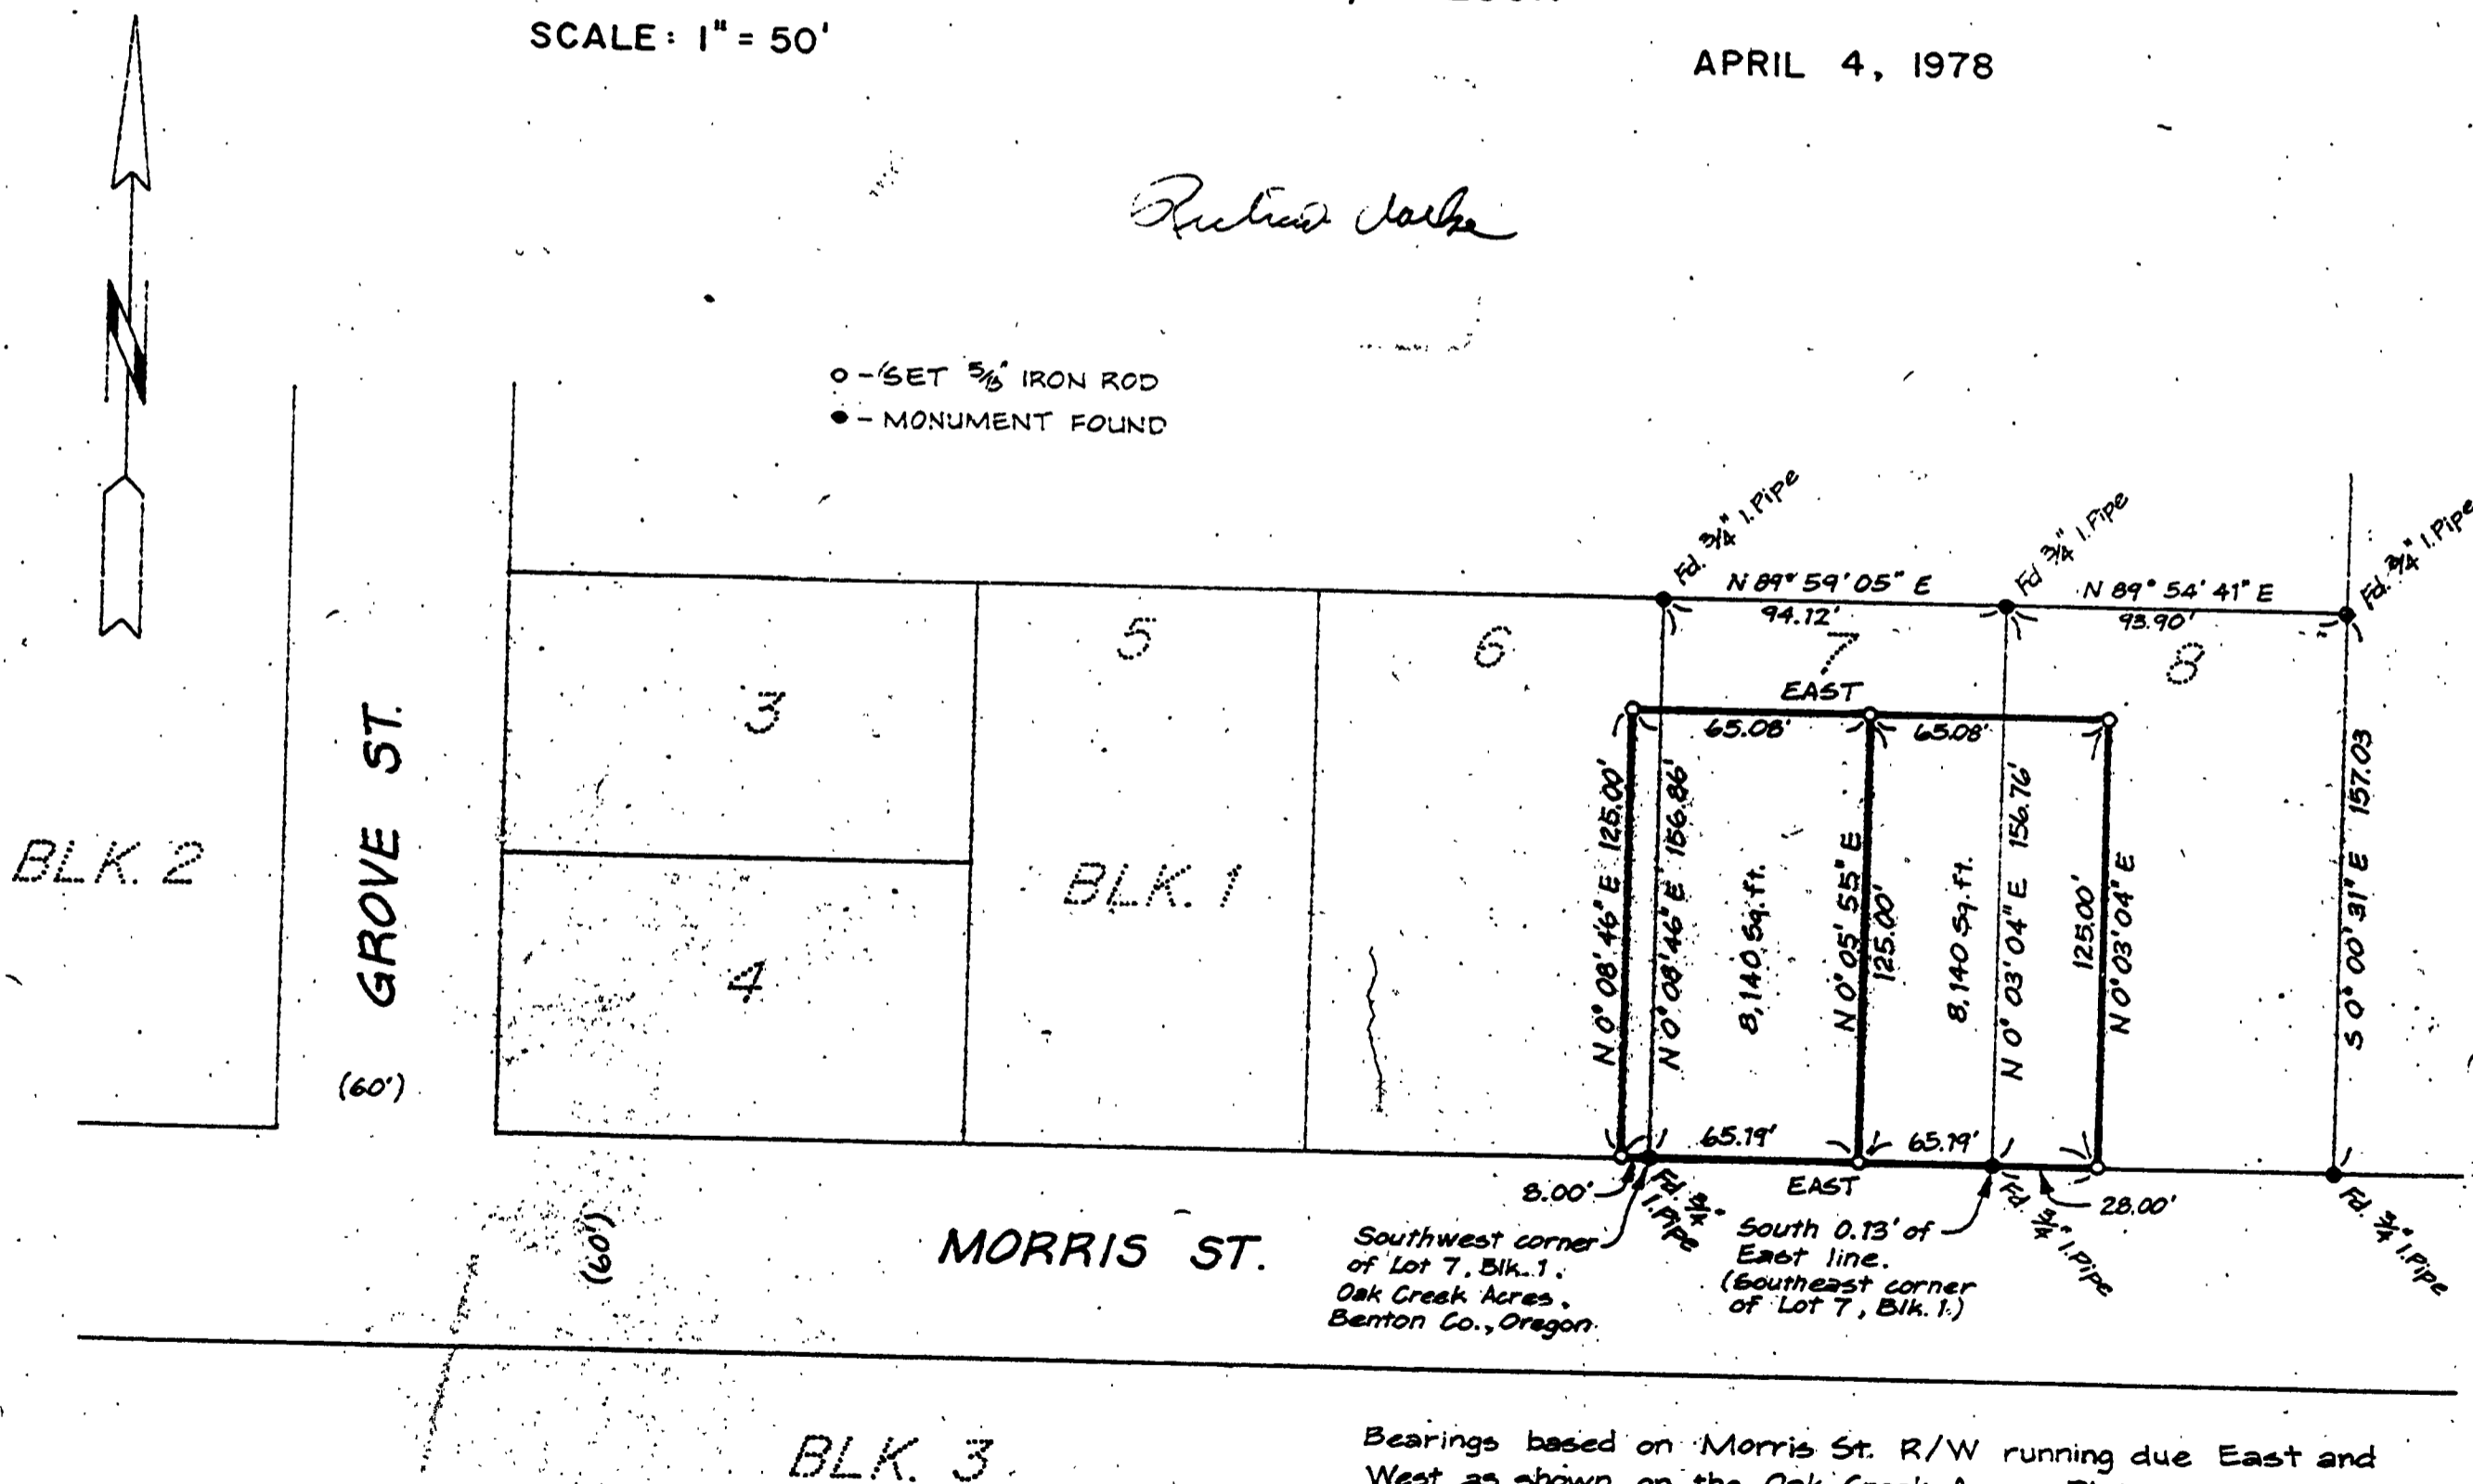 SCALE: 1" = 50'
APRIL 4, 1978
N
o - SET 5/8" IRON ROD
● - MONUMENT FOUND
Fd. 3/4" I.Pipe
Fd 3/4" I.Pipe
Fd. 3/4" I.Pipe
N 89° 59' 05" E
94.12'
N 89° 54' 41" E
93.90'
3
5
6
7
8
EAST
65.08'
65.08'
BLK. 2
GROVE ST.
(60')
BLK. 1
4
N 0° 08' 46" E 125.00'
N 0° 08' 46" E 156.86'
8,140 Sq.ft.
N 0° 05' 55" E
125.00'
8,140 Sq.ft.
N 0° 03' 04" E 156.76'
125.00'
N 0° 03' 04" E
S 0° 00' 31" E 157.03
65.19'
65.19'
EAST
8.00'
28.00'
Fd. 3/4"
I.Pipe
Fd. 3/4" I.Pipe
Fd. 3/4" I.Pipe
MORRIS ST.
(60')
Southwest corner
of Lot 7, Blk. 1,
Oak Creek Acres,
Benton Co., Oregon
South 0.13' of
East line.
(Southeast corner
of Lot 7, Blk. 1.)
BLK. 3
Bearings based on Morris St. R/W running due East and
West as shown on the Oak Creek Acres